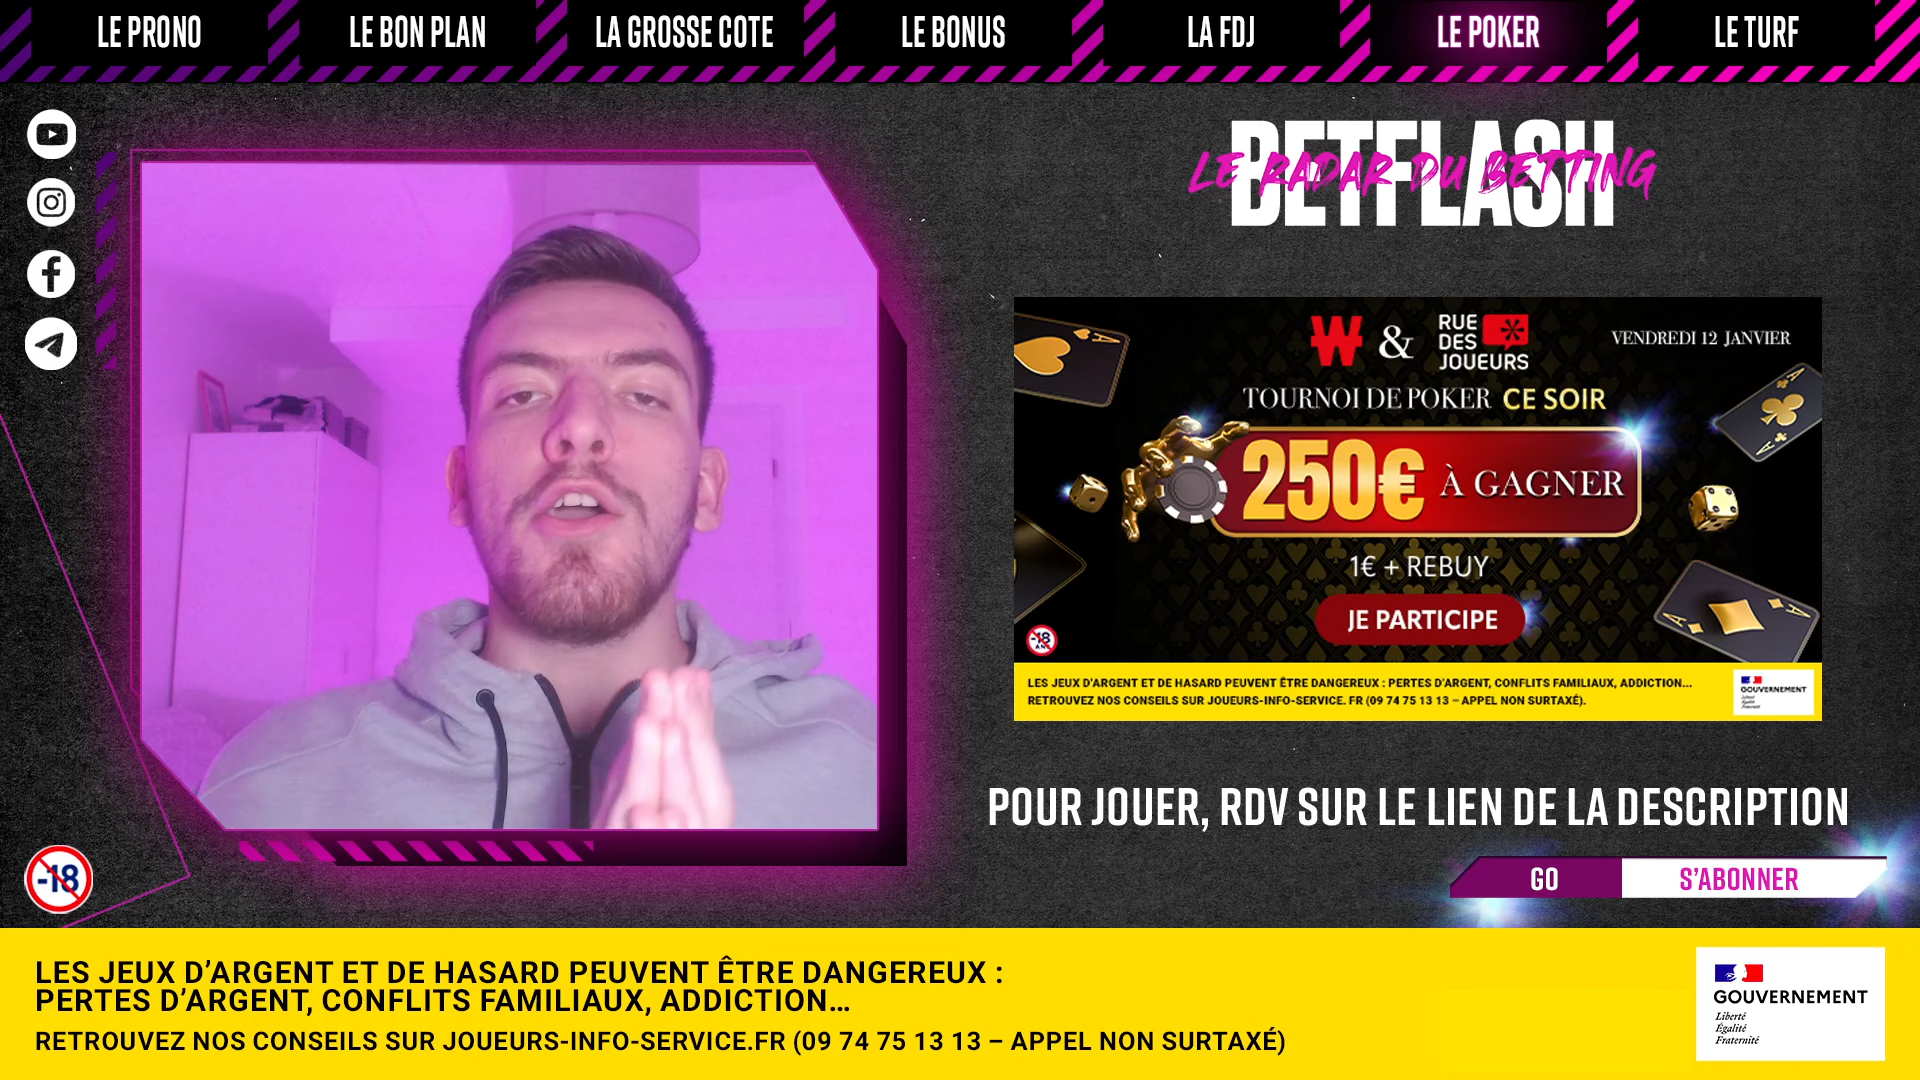 LE PRONO
LE BON PLAN
LA GROSSE COTE
LE BONUS
LA FDJ
LE POKER
LE TURF
BETFLASH
LE RADAR DU BETTING
W & RUE DES JOUEURS
VENDREDI 12 JANVIER
TOURNOI DE POKER CE SOIR
250€ À GAGNER
1€ + REBUY
JE PARTICIPE
-18 ANS
LES JEUX D'ARGENT ET DE HASARD PEUVENT ÊTRE DANGEREUX : PERTES D'ARGENT, CONFLITS FAMILIAUX, ADDICTION...
RETROUVEZ NOS CONSEILS SUR JOUEURS-INFO-SERVICE. FR (09 74 75 13 13 – APPEL NON SURTAXÉ).
GOUVERNEMENT
Liberté
Égalité
Fraternité
POUR JOUER, RDV SUR LE LIEN DE LA DESCRIPTION
GO
S'ABONNER
-18
LES JEUX D'ARGENT ET DE HASARD PEUVENT ÊTRE DANGEREUX :
PERTES D'ARGENT, CONFLITS FAMILIAUX, ADDICTION...
RETROUVEZ NOS CONSEILS SUR JOUEURS-INFO-SERVICE.FR (09 74 75 13 13 – APPEL NON SURTAXÉ)
GOUVERNEMENT
Liberté
Égalité
Fraternité